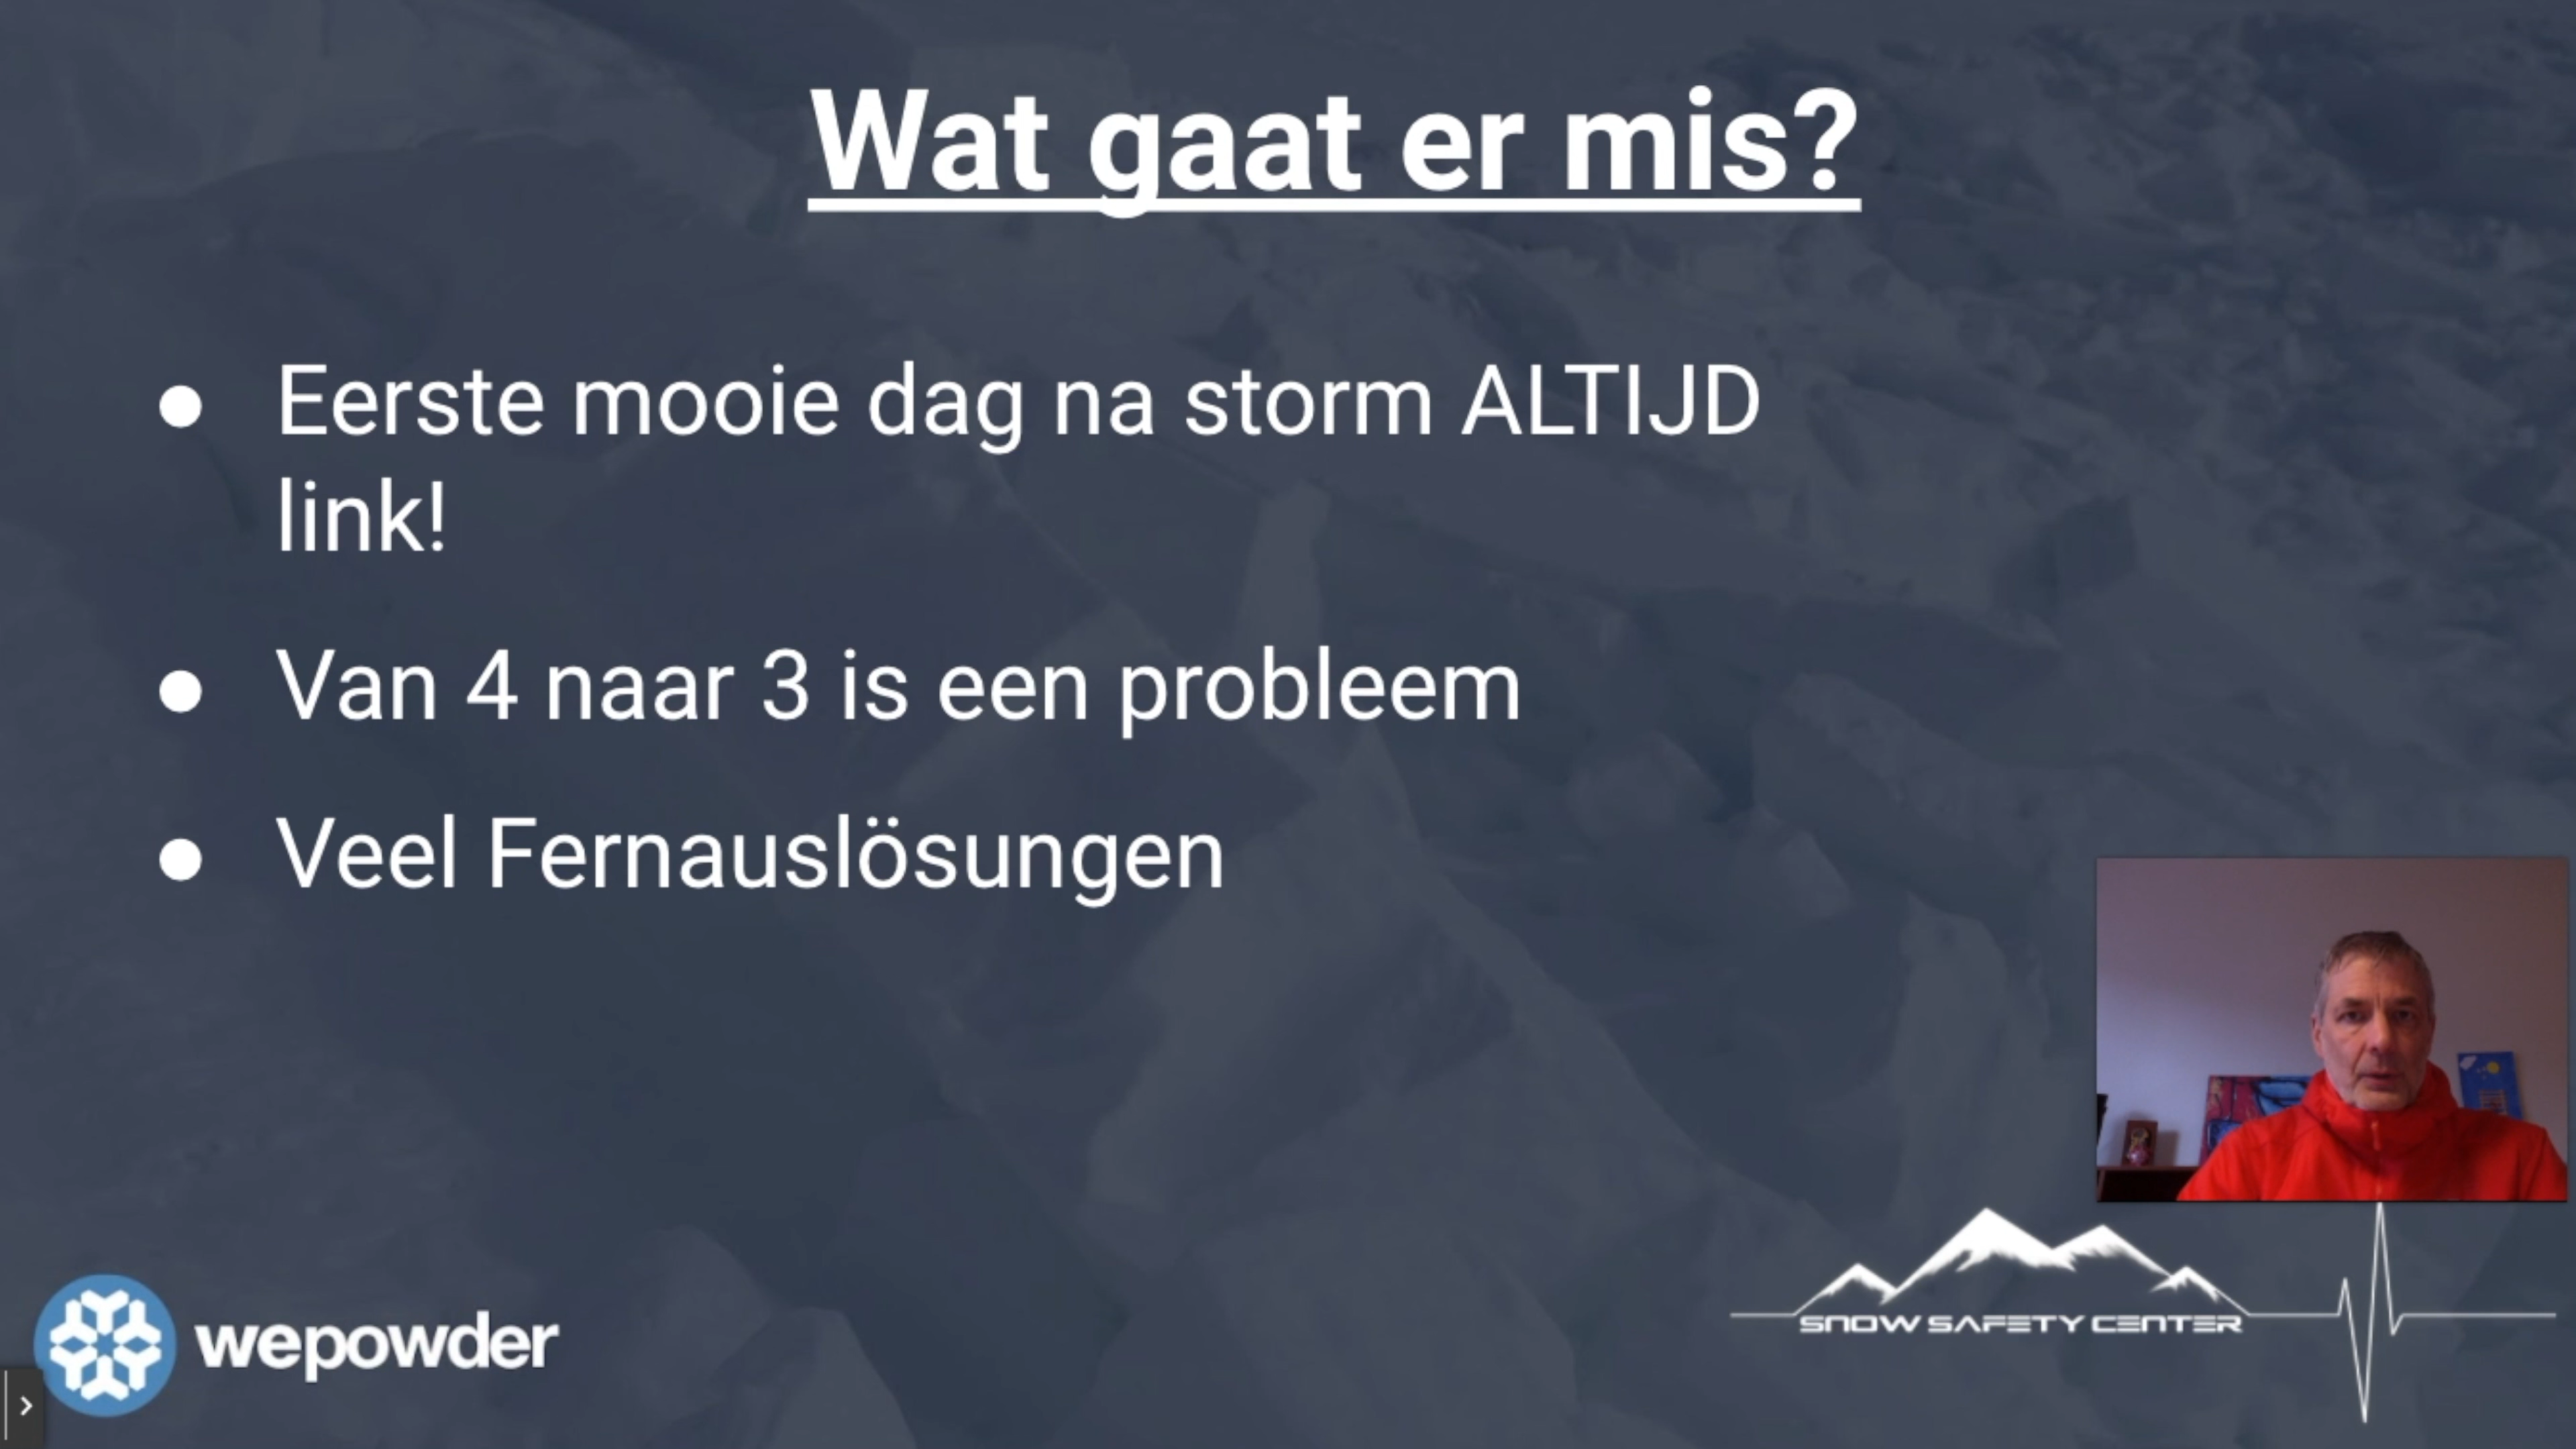 Wat gaat er mis?
● Eerste mooie dag na storm ALTIJD
link!
● Van 4 naar 3 is een probleem
● Veel Fernauslösungen
wepowder
SNOW SAFETY CENTER